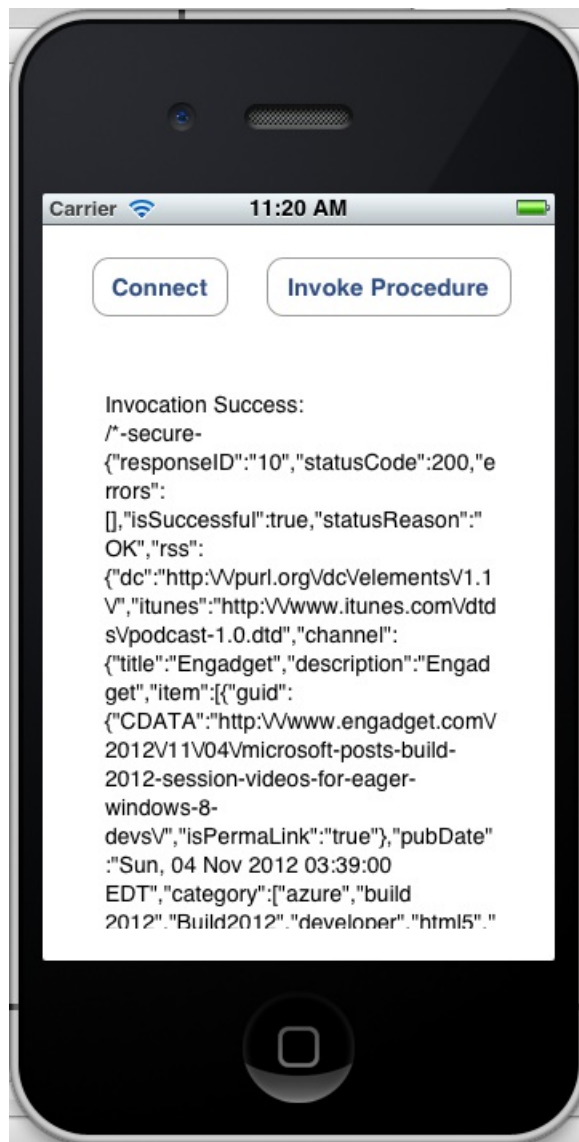 Carrier 11:20 AM
Connect Invoke Procedure
Invocation Success:
/*-secure-
{"responseID":"10","statusCode":200,"e
rrors":
[],"isSuccessful":true,"statusReason":"
OK","rss":
{"dc":"http:\/\/purl.org\/dc\/elements\/1.1
\/","itunes":"http:\/\/www.itunes.com\/dtd
s\/podcast-1.0.dtd","channel":
{"title":"Engadget","description":"Engad
get","item":[{"guid":
{"CDATA":"http:\/\/www.engadget.com\/
2012\/11\/04\/microsoft-posts-build-
2012-session-videos-for-eager-
windows-8-
devs\/","isPermaLink":"true"},"pubDate"
:"Sun, 04 Nov 2012 03:39:00
EDT","category":["azure","build
2012","Build2012","developer","html5","